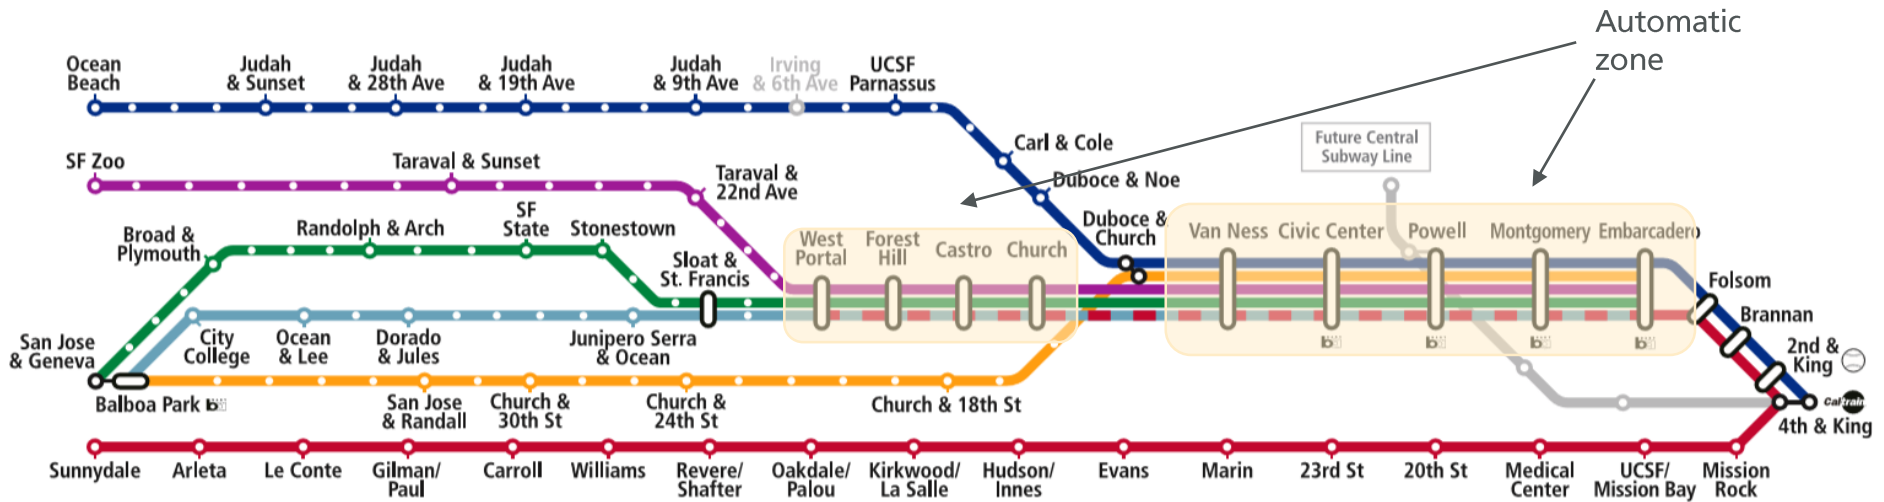 Automatic
zone
Ocean
Beach
Judah
& Sunset
Judah
& 28th Ave
Judah
& 19th Ave
Judah
& 9th Ave
Irving
& 6th Ave
UCSF
Parnassus
Carl & Cole
Duboce & Noe
Duboce &
Church
Future Central
Subway Line
SF Zoo
Taraval & Sunset
Taraval &
22nd Ave
Broad &
Plymouth
Randolph & Arch
SF
State
Stonestown
Sloat &
St. Francis
West
Portal
Forest
Hill
Castro
Church
Van Ness
Civic Center
Powell
Montgomery
Embarcadero
Folsom
Brannan
2nd &
King
Caltrain
4th & King
San Jose
& Geneva
City
College
Ocean
& Lee
Dorado
& Jules
Junipero Serra
& Ocean
Balboa Park
San Jose
& Randall
Church &
30th St
Church &
24th St
Church & 18th St
Sunnydale
Arleta
Le Conte
Gilman/
Paul
Carroll
Williams
Revere/
Shafter
Oakdale/
Palou
Kirkwood/
La Salle
Hudson/
Innes
Evans
Marin
23rd St
20th St
Medical
Center
UCSF/
Mission Bay
Mission
Rock